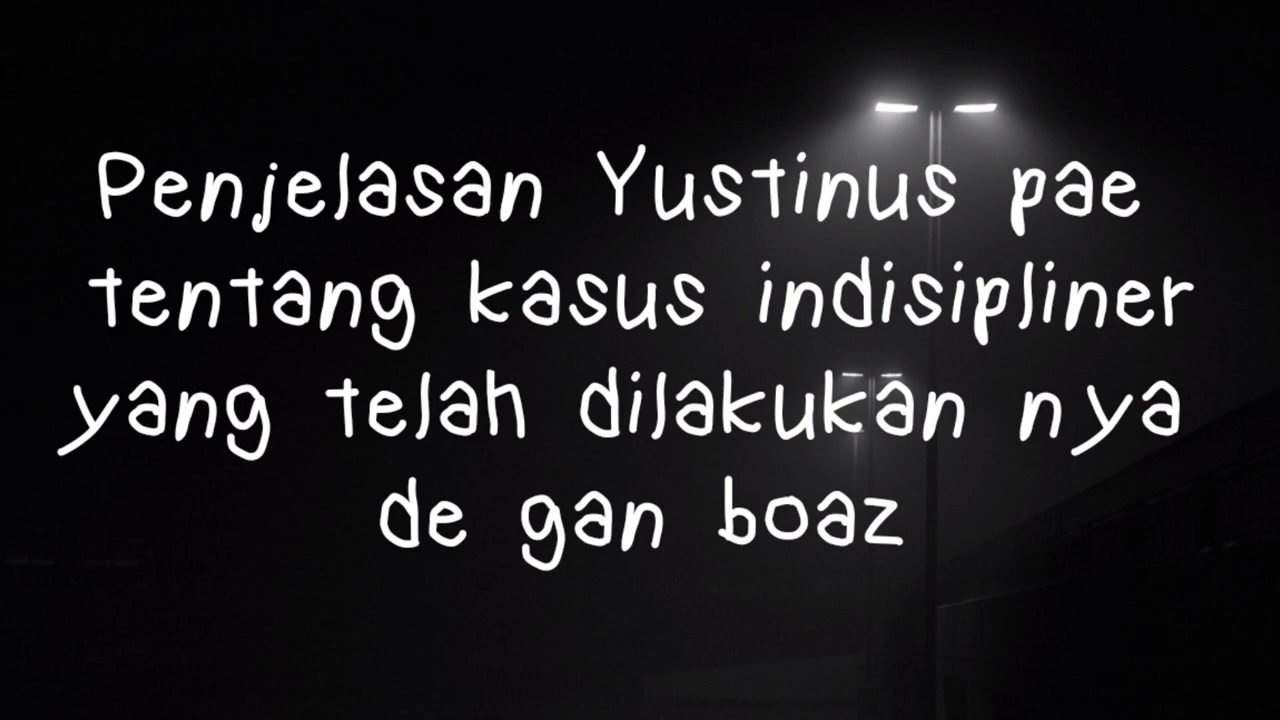 Penjelasan Yustinus pae
tentang kasus indisipliner
yang telah dilakukan nya
de gan boaz